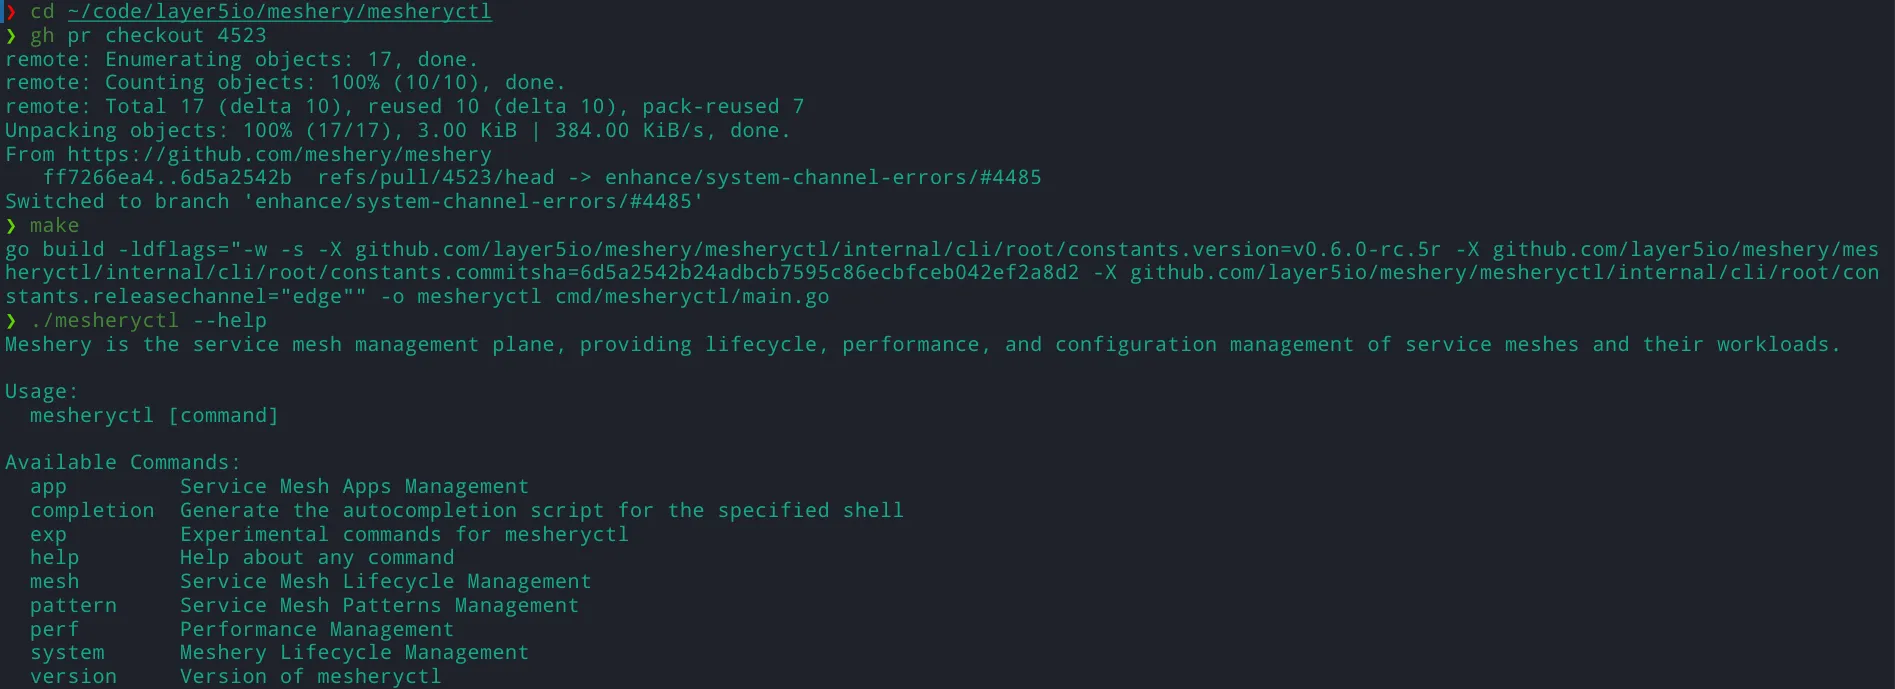 ❯ cd ~/code/layer5io/meshery/mesheryctl
❯ gh pr checkout 4523
remote: Enumerating objects: 17, done.
remote: Counting objects: 100% (10/10), done.
remote: Total 17 (delta 10), reused 10 (delta 10), pack-reused 7
Unpacking objects: 100% (17/17), 3.00 KiB | 384.00 KiB/s, done.
From https://github.com/meshery/meshery
   ff7266ea4..6d5a2542b  refs/pull/4523/head -> enhance/system-channel-errors/#4485
Switched to branch 'enhance/system-channel-errors/#4485'
❯ make
go build -ldflags="-w -s -X github.com/layer5io/meshery/mesheryctl/internal/cli/root/constants.version=v0.6.0-rc.5r -X github.com/layer5io/meshery/mes
heryctl/internal/cli/root/constants.commitsha=6d5a2542b24adbcb7595c86ecbfceb042ef2a8d2 -X github.com/layer5io/meshery/mesheryctl/internal/cli/root/con
stants.releasechannel="edge"" -o mesheryctl cmd/mesheryctl/main.go
❯ ./mesheryctl --help
Meshery is the service mesh management plane, providing lifecycle, performance, and configuration management of service meshes and their workloads.

Usage:
  mesheryctl [command]

Available Commands:
  app         Service Mesh Apps Management
  completion  Generate the autocompletion script for the specified shell
  exp         Experimental commands for mesheryctl
  help        Help about any command
  mesh        Service Mesh Lifecycle Management
  pattern     Service Mesh Patterns Management
  perf        Performance Management
  system      Meshery Lifecycle Management
  version     Version of mesheryctl